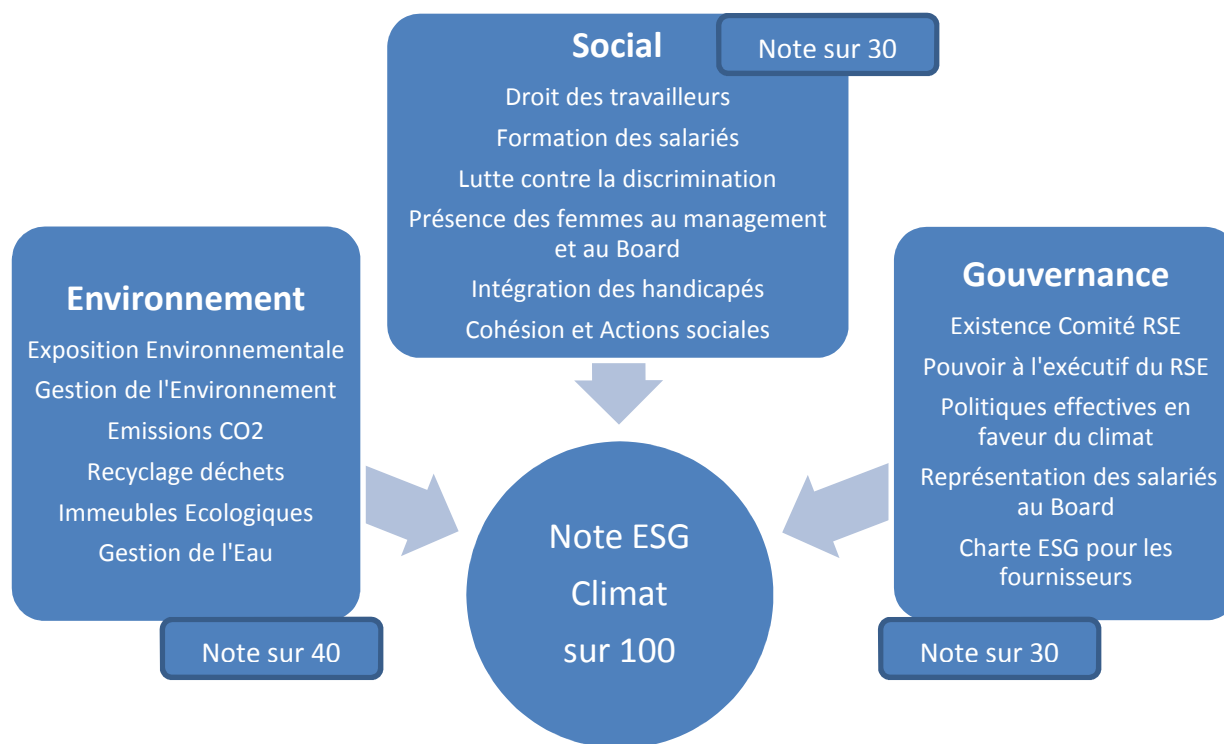 Social
Note sur 30
Droit des travailleurs
Formation des salariés
Lutte contre la discrimination
Présence des femmes au management
et au Board
Intégration des handicapés
Cohésion et Actions sociales
Environnement
Exposition Environnementale
Gestion de l'Environnement
Emissions CO2
Recyclage déchets
Immeubles Ecologiques
Gestion de l'Eau
Note sur 40
Gouvernance
Existence Comité RSE
Pouvoir à l'exécutif du RSE
Politiques effectives en
faveur du climat
Représentation des salariés
au Board
Charte ESG pour les
fournisseurs
Note sur 30
Note ESG
Climat
sur 100